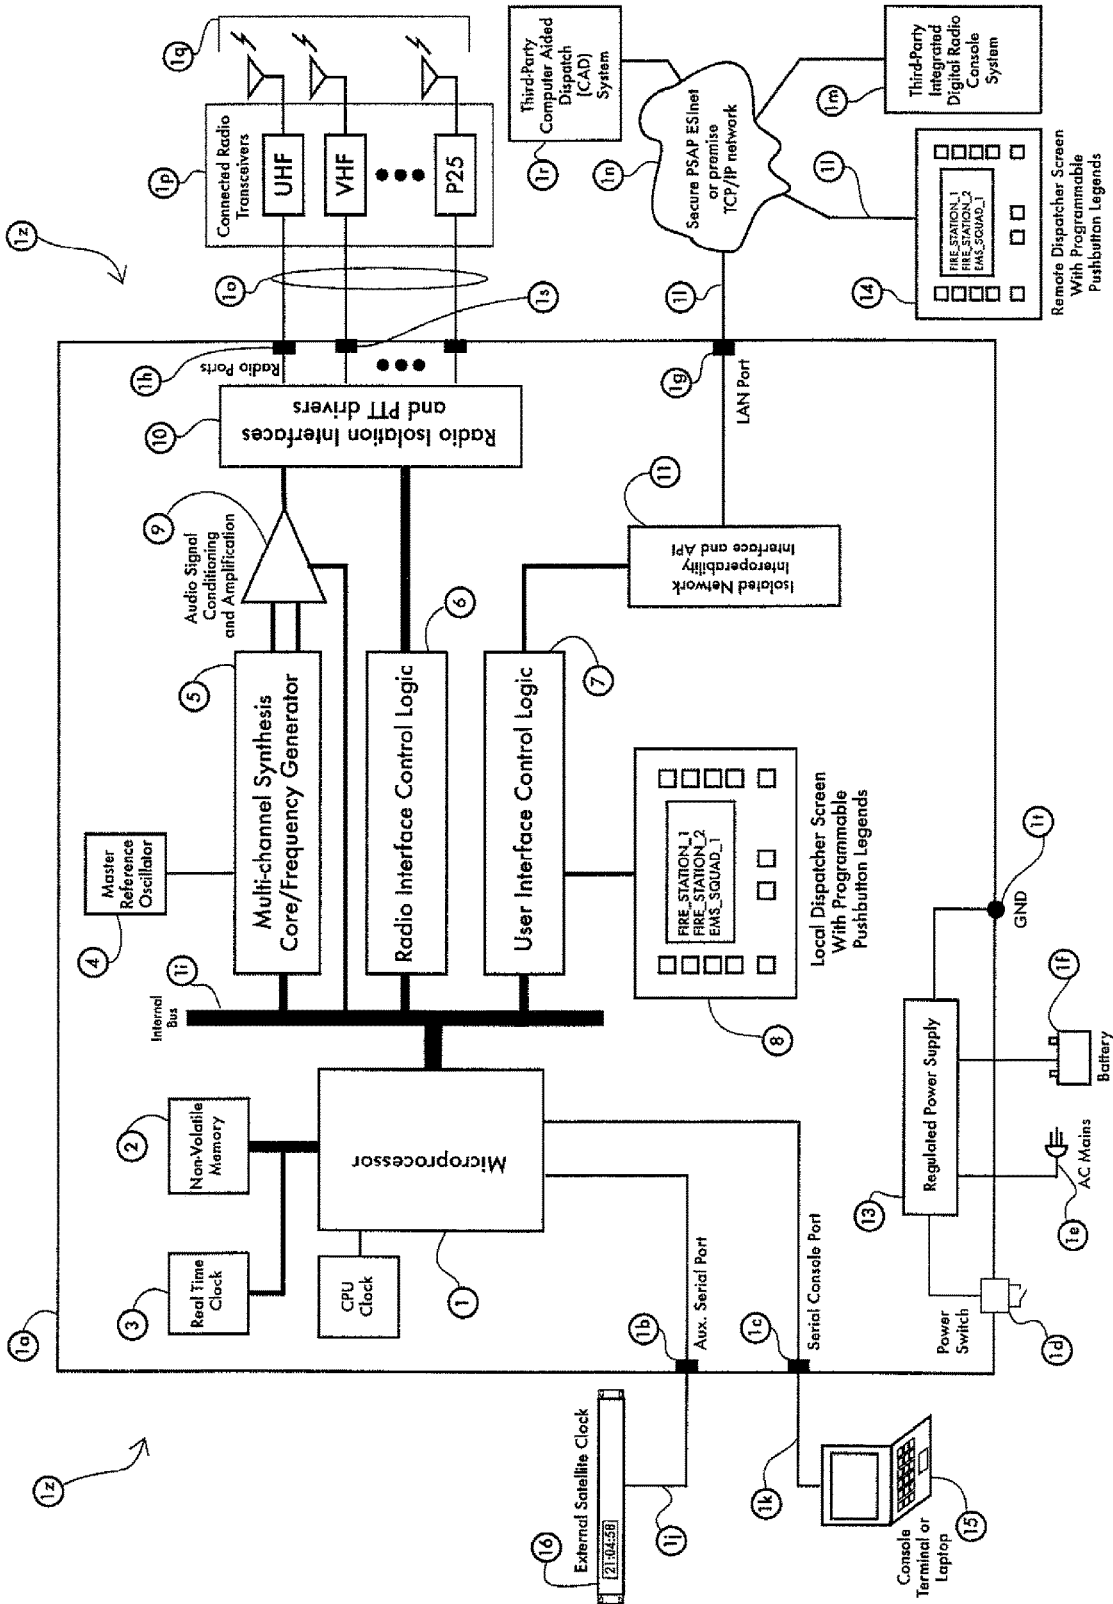 1z
1a
3
Real Time
Clock
2
Non-Volatile
Memory
4
Master
Reference
Oscillator
CPU
Clock
1
Microprocessor
Internal
Bus
1i
5
Multi-channel Synthesis
Core/Frequency Generator
Audio Signal
Conditioning
and Amplification
9
6
Radio Interface Control Logic
7
User Interface Control Logic
10
Radio Isolation Interfaces
and PTT drivers
1h
Radio Ports
1s
1o
1z
1p
Connected Radio
Transceivers
UHF
VHF
P25
1q
16
External Satellite Clock
21:04:58
1j
1b
Aux. Serial Port
1k
1c
Serial Console Port
15
Console
Terminal or
Laptop
8
FIRE_STATION_1
FIRE_STATION_2
EMS_SQUAD_1
Local Dispatcher Screen
With Programmable
Pushbutton Legends
11
Isolated Network
Interoperability
Interface and API
1g
LAN Port
1l
1n
Secure PSAP ESInet
or premise
TCP/IP network
1r
Third-Party
Computer Aided
Dispatch
(CAD)
System
1m
Third-Party
Integrated
Digital Radio
Console
System
1l
14
FIRE_STATION_1
FIRE_STATION_2
EMS_SQUAD_1
Remote Dispatcher Screen
With Programmable
Pushbutton Legends
Power
Switch
1d
13
Regulated Power Supply
1e
AC Mains
1f
Battery
GND
1t